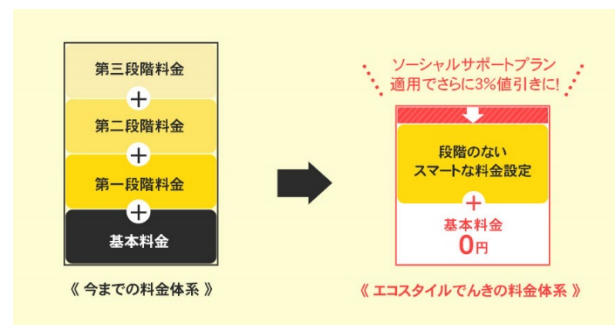 第三段階料金
+
第二段階料金
+
第一段階料金
+
基本料金
《 今までの料金体系 》
ソーシャルサポートプラン
適用でさらに3%値引きに!
段階のない
スマートな料金設定
+
基本料金
0円
《 エコスタイルでんきの料金体系 》